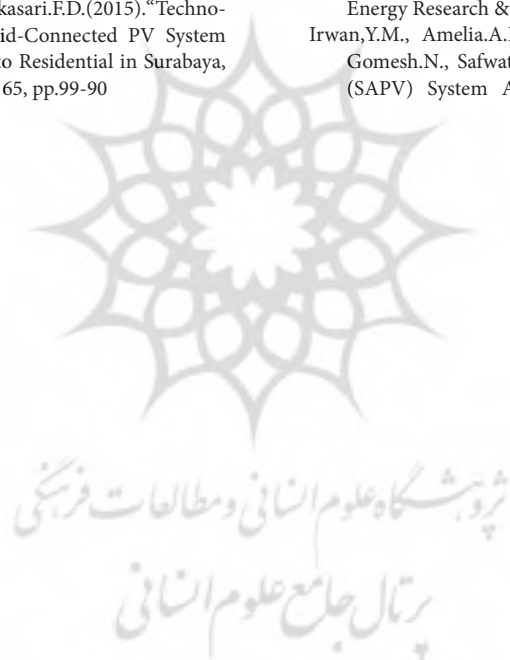 kasari.F.D.(2015).“Techno-
id-Connected PV System
to Residential in Surabaya,
65, pp.99-90
Energy Research &
Irwan,Y.M., Amelia.A.
Gomesh.N., Safwat
(SAPV) System A
پژوهشگاه علوم انسانی و مطالعات فرهنگی
پرتال جامع علوم انسانی